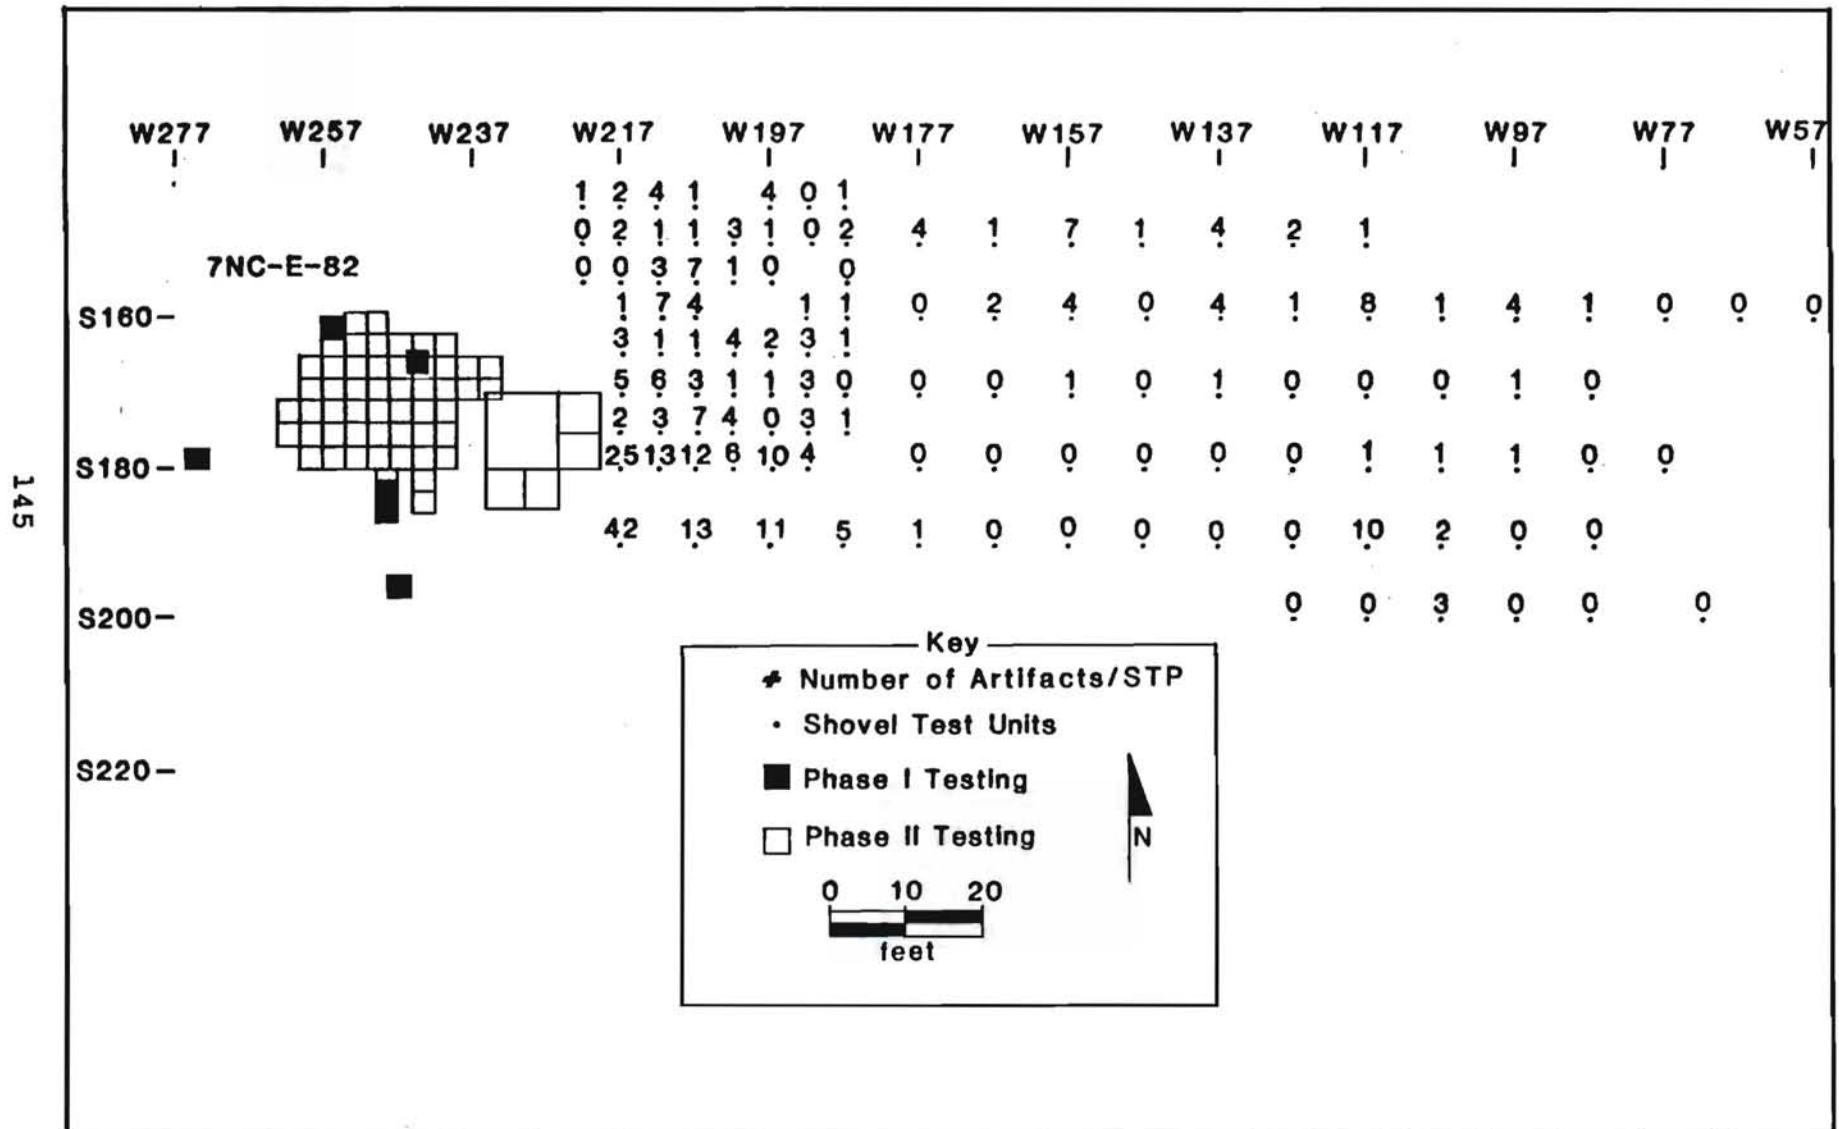 W277 W257 W237 W217 W197 W177 W157 W137 W117 W97 W77 W57
1 2 4 1 4 0 1
0 2 1 1 3 1 0 2 4 1 7 1 4 2 1
7NC-E-82 0 0 3 7 1 0 0
S160 1 7 4 1 1 0 2 4 0 4 1 8 1 4 1 0 0 0
3 1 1 4 2 3 1
5 6 3 1 1 3 0 0 0 1 0 1 0 0 0 1 0
2 3 7 4 0 3 1
S180 25 13 12 6 10 4 0 0 0 0 0 0 1 1 1 0 0
42 13 11 5 1 0 0 0 0 0 10 2 0 0
S200 0 0 3 0 0 0
Key
# Number of Artifacts/STP
· Shovel Test Units
S220
Phase I Testing
Phase II Testing
N
0 10 20
feet
145